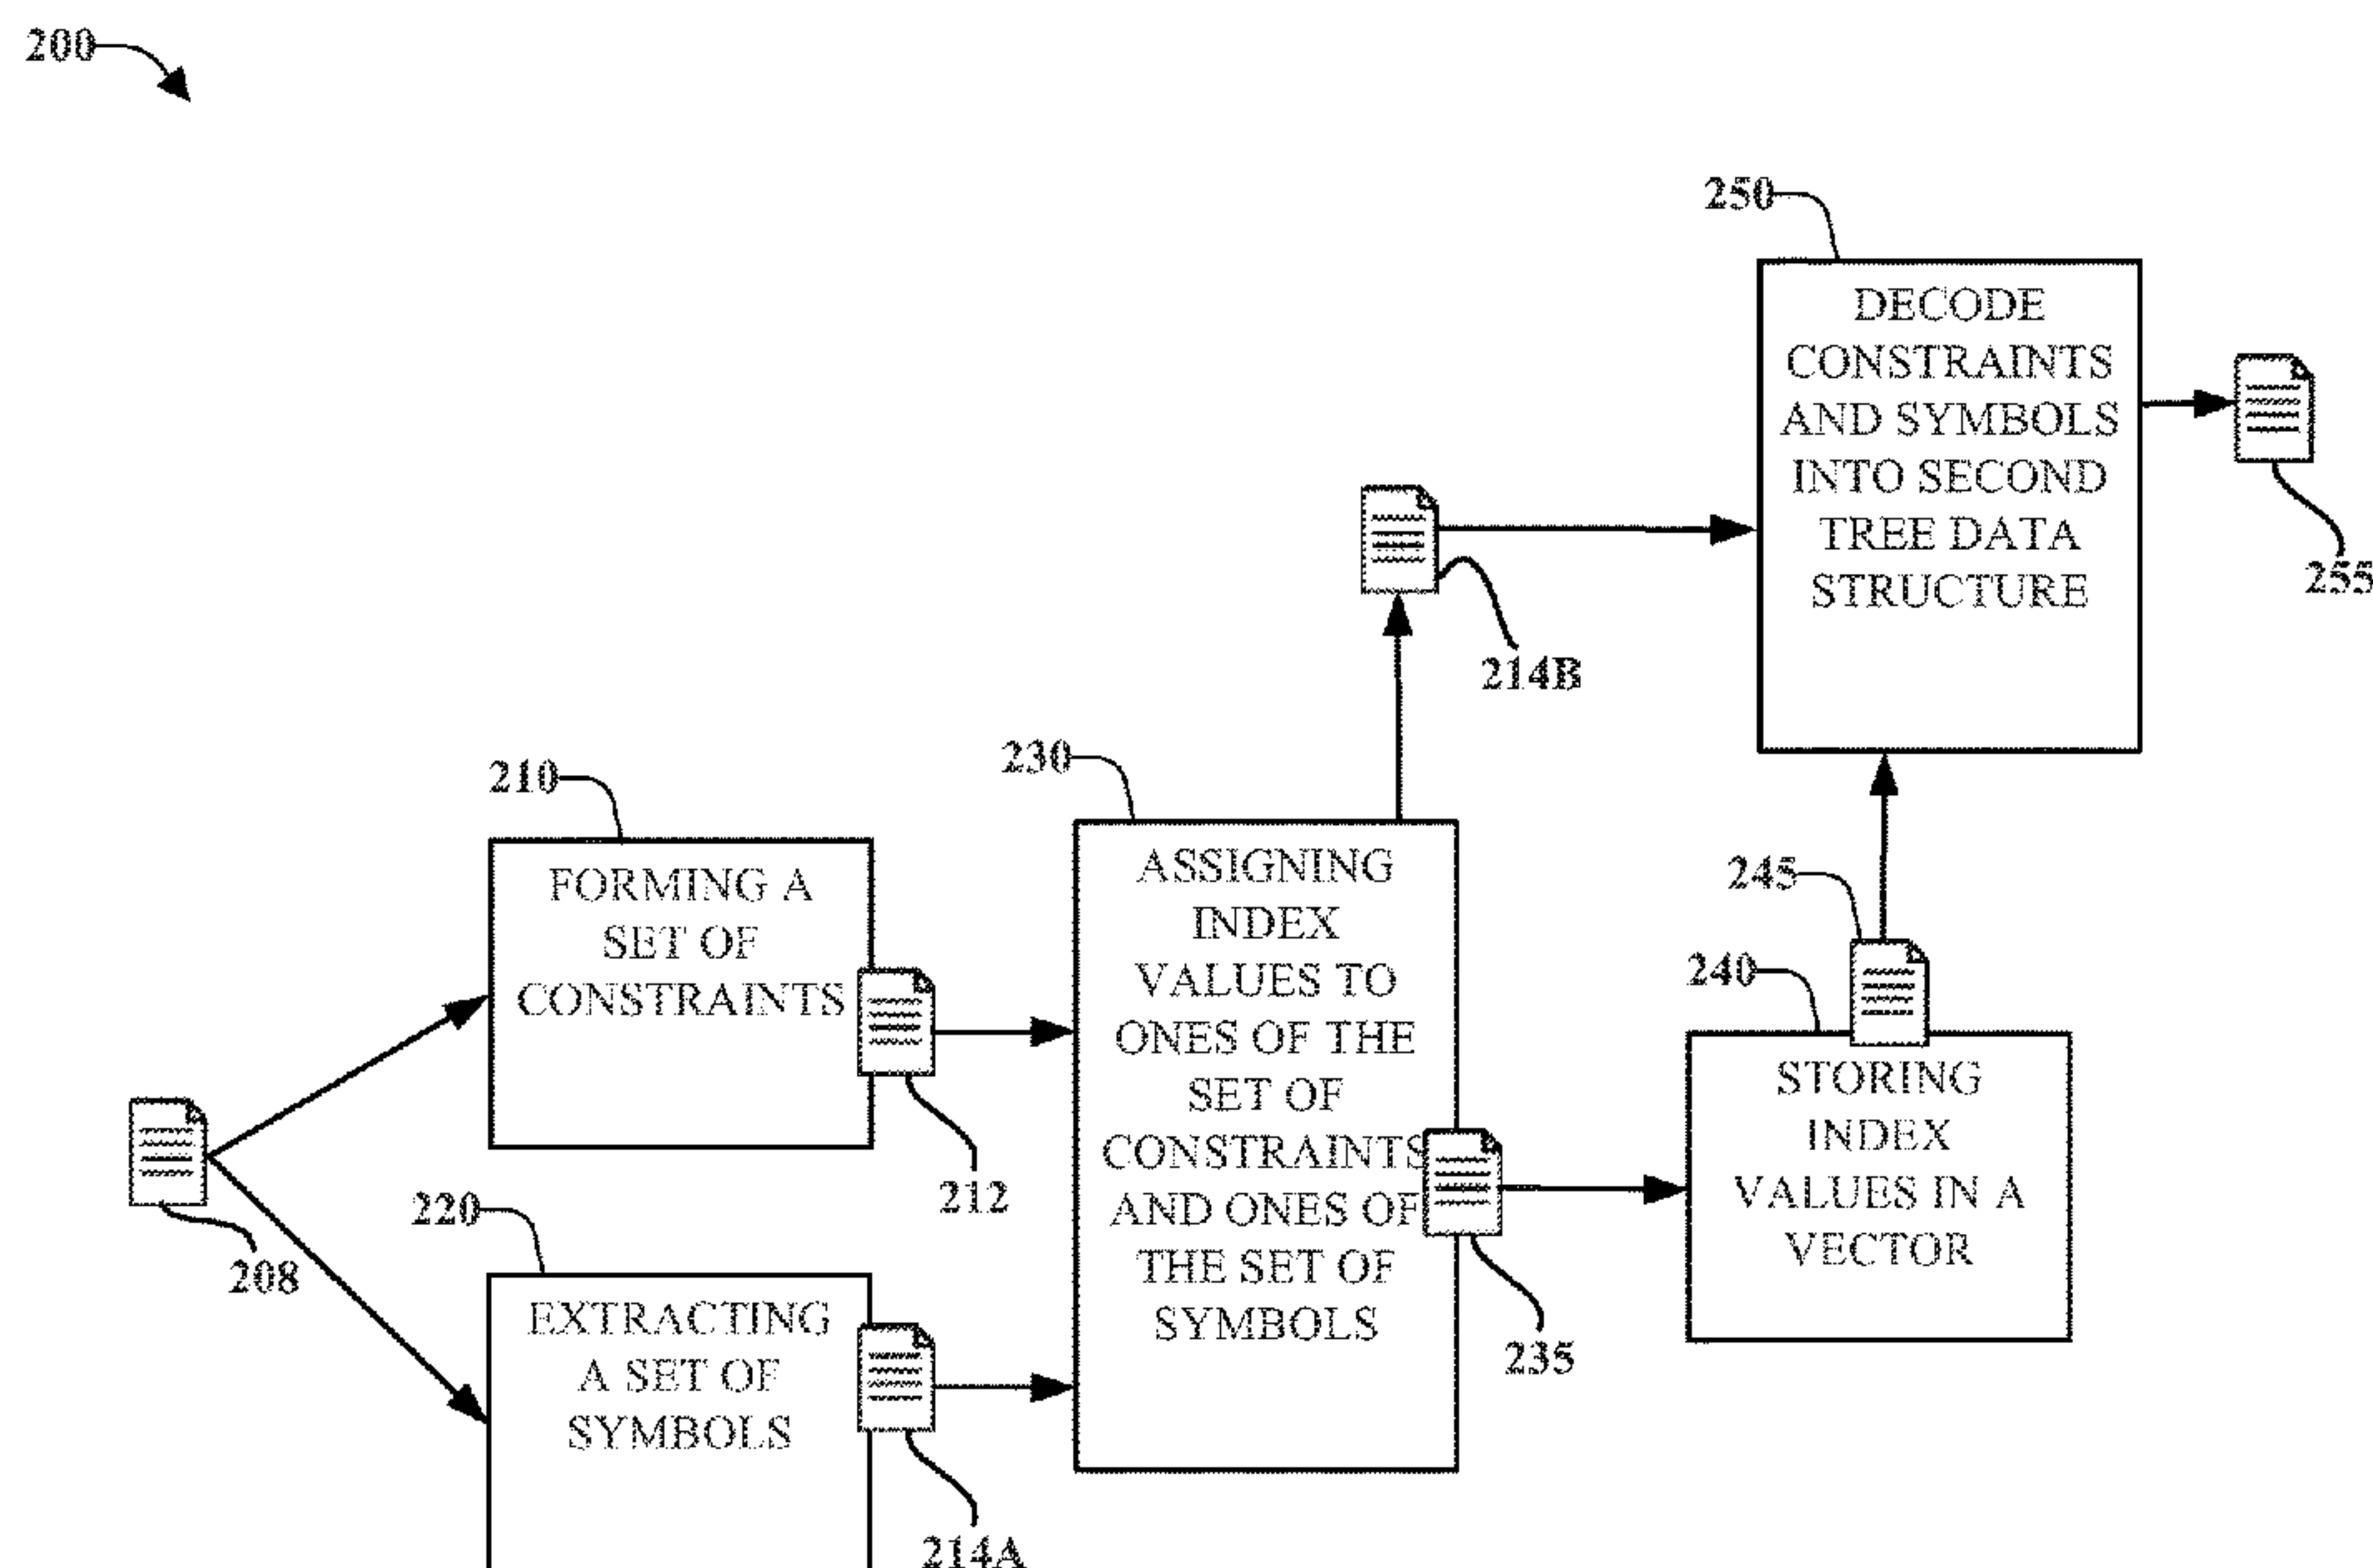 200
250
DECODE
CONSTRAINTS
AND SYMBOLS
INTO SECOND
TREE DATA
STRUCTURE
255
214B
210
FORMING A
SET OF
CONSTRAINTS
212
230
ASSIGNING
INDEX
VALUES TO
ONES OF THE
SET OF
CONSTRAINTS
AND ONES OF
THE SET OF
SYMBOLS
245
240
STORING
INDEX
VALUES IN A
VECTOR
235
208
220
EXTRACTING
A SET OF
SYMBOLS
214A